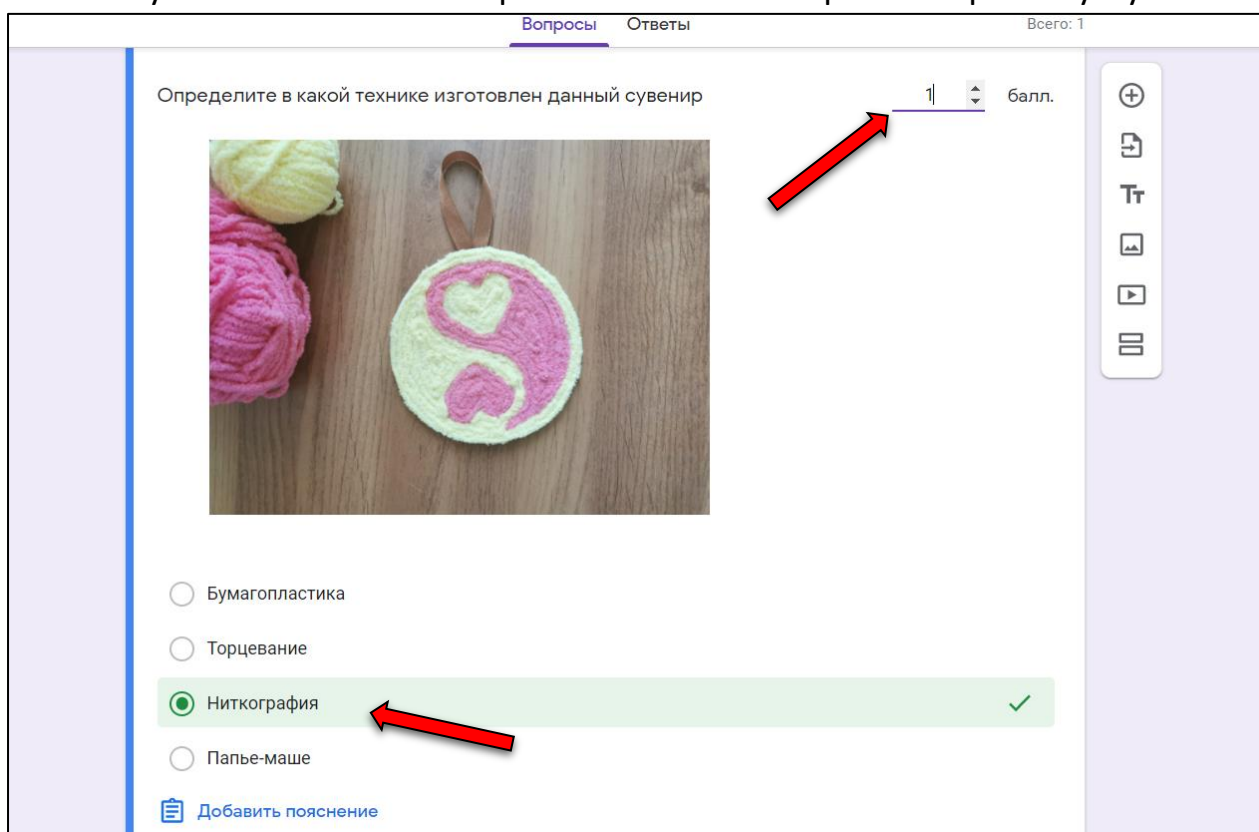 Вопросы Ответы Всего: 1
Определите в какой технике изготовлен данный сувенир 1 балл.
Тт
Бумагопластика
Торцевание
Ниткография
Папье-маше
Добавить пояснение